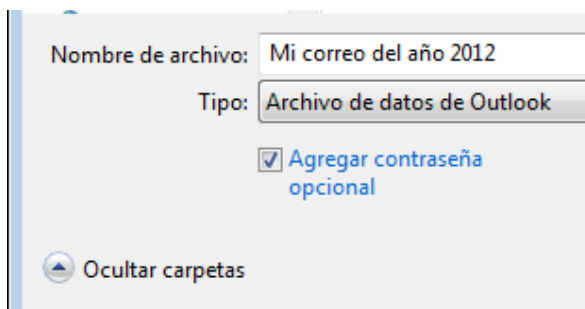 Nombre de archivo: Mi correo del año 2012
Tipo: Archivo de datos de Outlook
Agregar contraseña
opcional
Ocultar carpetas